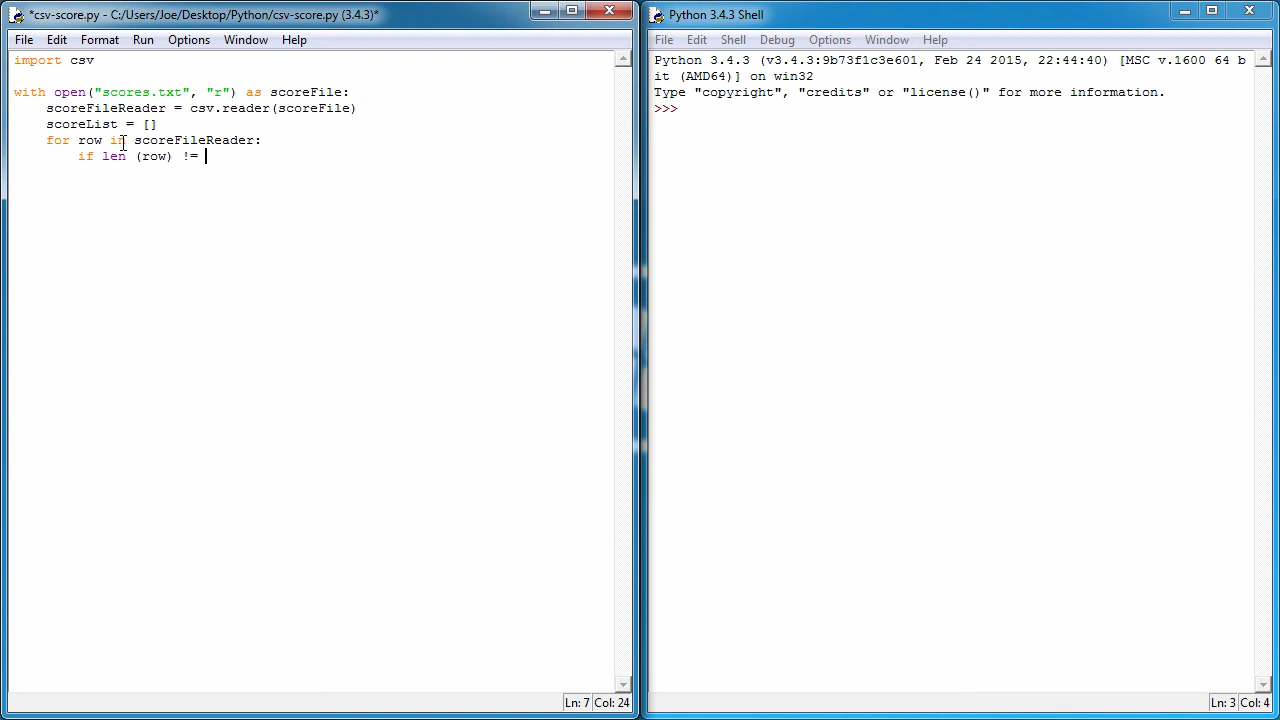 *csv-score.py - C:/Users/Joe/Desktop/Python/csv-score.py (3.4.3)*
File Edit Format Run Options Window Help
import csv
with open("scores.txt", "r") as scoreFile:
    scoreFileReader = csv.reader(scoreFile)
    scoreList = []
    for row in scoreFileReader:
        if len (row) !=
Ln: 7 Col: 24
Python 3.4.3 Shell
File Edit Shell Debug Options Window Help
Python 3.4.3 (v3.4.3:9b73f1c3e601, Feb 24 2015, 22:44:40) [MSC v.1600 64 b
it (AMD64)] on win32
Type "copyright", "credits" or "license()" for more information.
>>>
Ln: 3 Col: 4